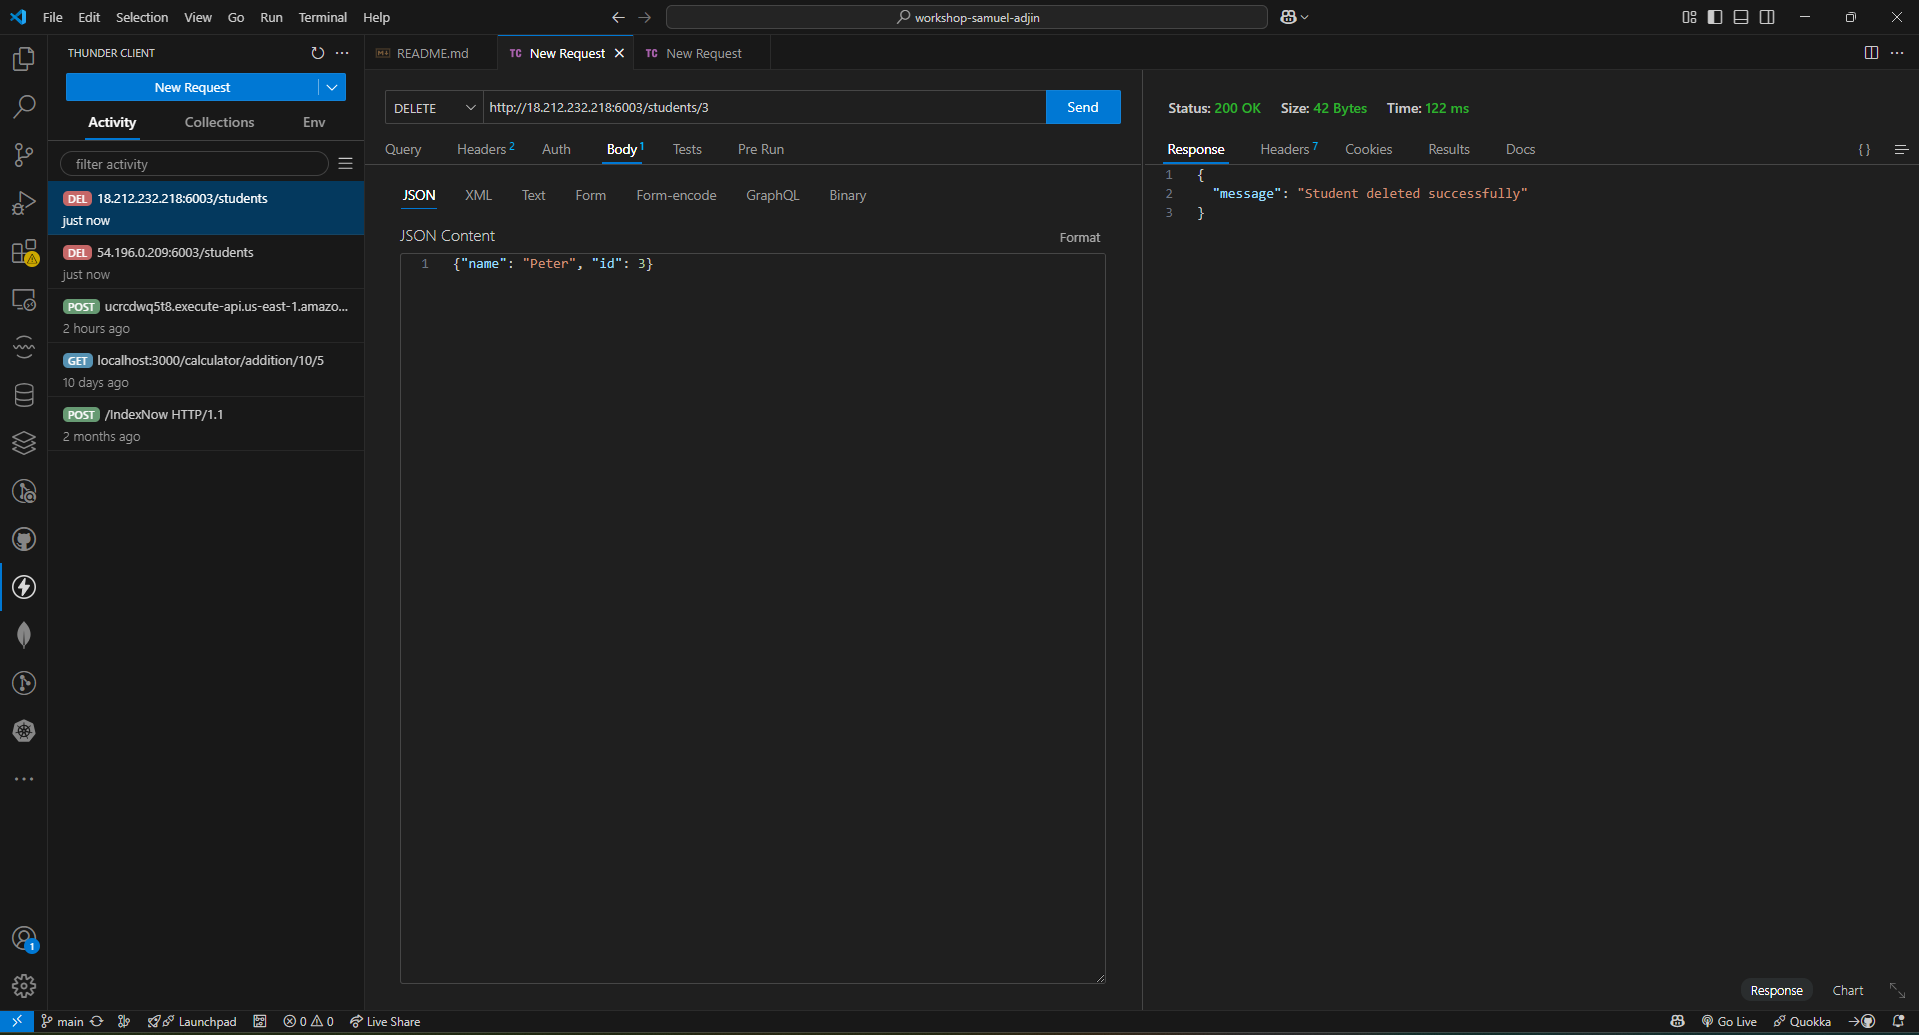 File Edit Selection View Go Run Terminal Help
workshop-samuel-adjin
THUNDER CLIENT
New Request
Activity Collections Env
filter activity
DEL 18.212.232.218:6003/students
just now
DEL 54.196.0.209:6003/students
just now
POST ucrcdwq5t8.execute-api.us-east-1.amazo...
2 hours ago
GET localhost:3000/calculator/addition/10/5
10 days ago
POST /IndexNow HTTP/1.1
2 months ago
README.md TC New Request TC New Request
DELETE http://18.212.232.218:6003/students/3 Send
Query Headers 2 Auth Body 1 Tests Pre Run
JSON XML Text Form Form-encode GraphQL Binary
JSON Content
Format
1 {"name": "Peter", "id": 3}
Status: 200 OK Size: 42 Bytes Time: 122 ms
Response Headers 7 Cookies Results Docs {}
1 {
2 "message": "Student deleted successfully"
3 }
Response Chart
1
main Launchpad 0 0 Live Share Go Live Quokka